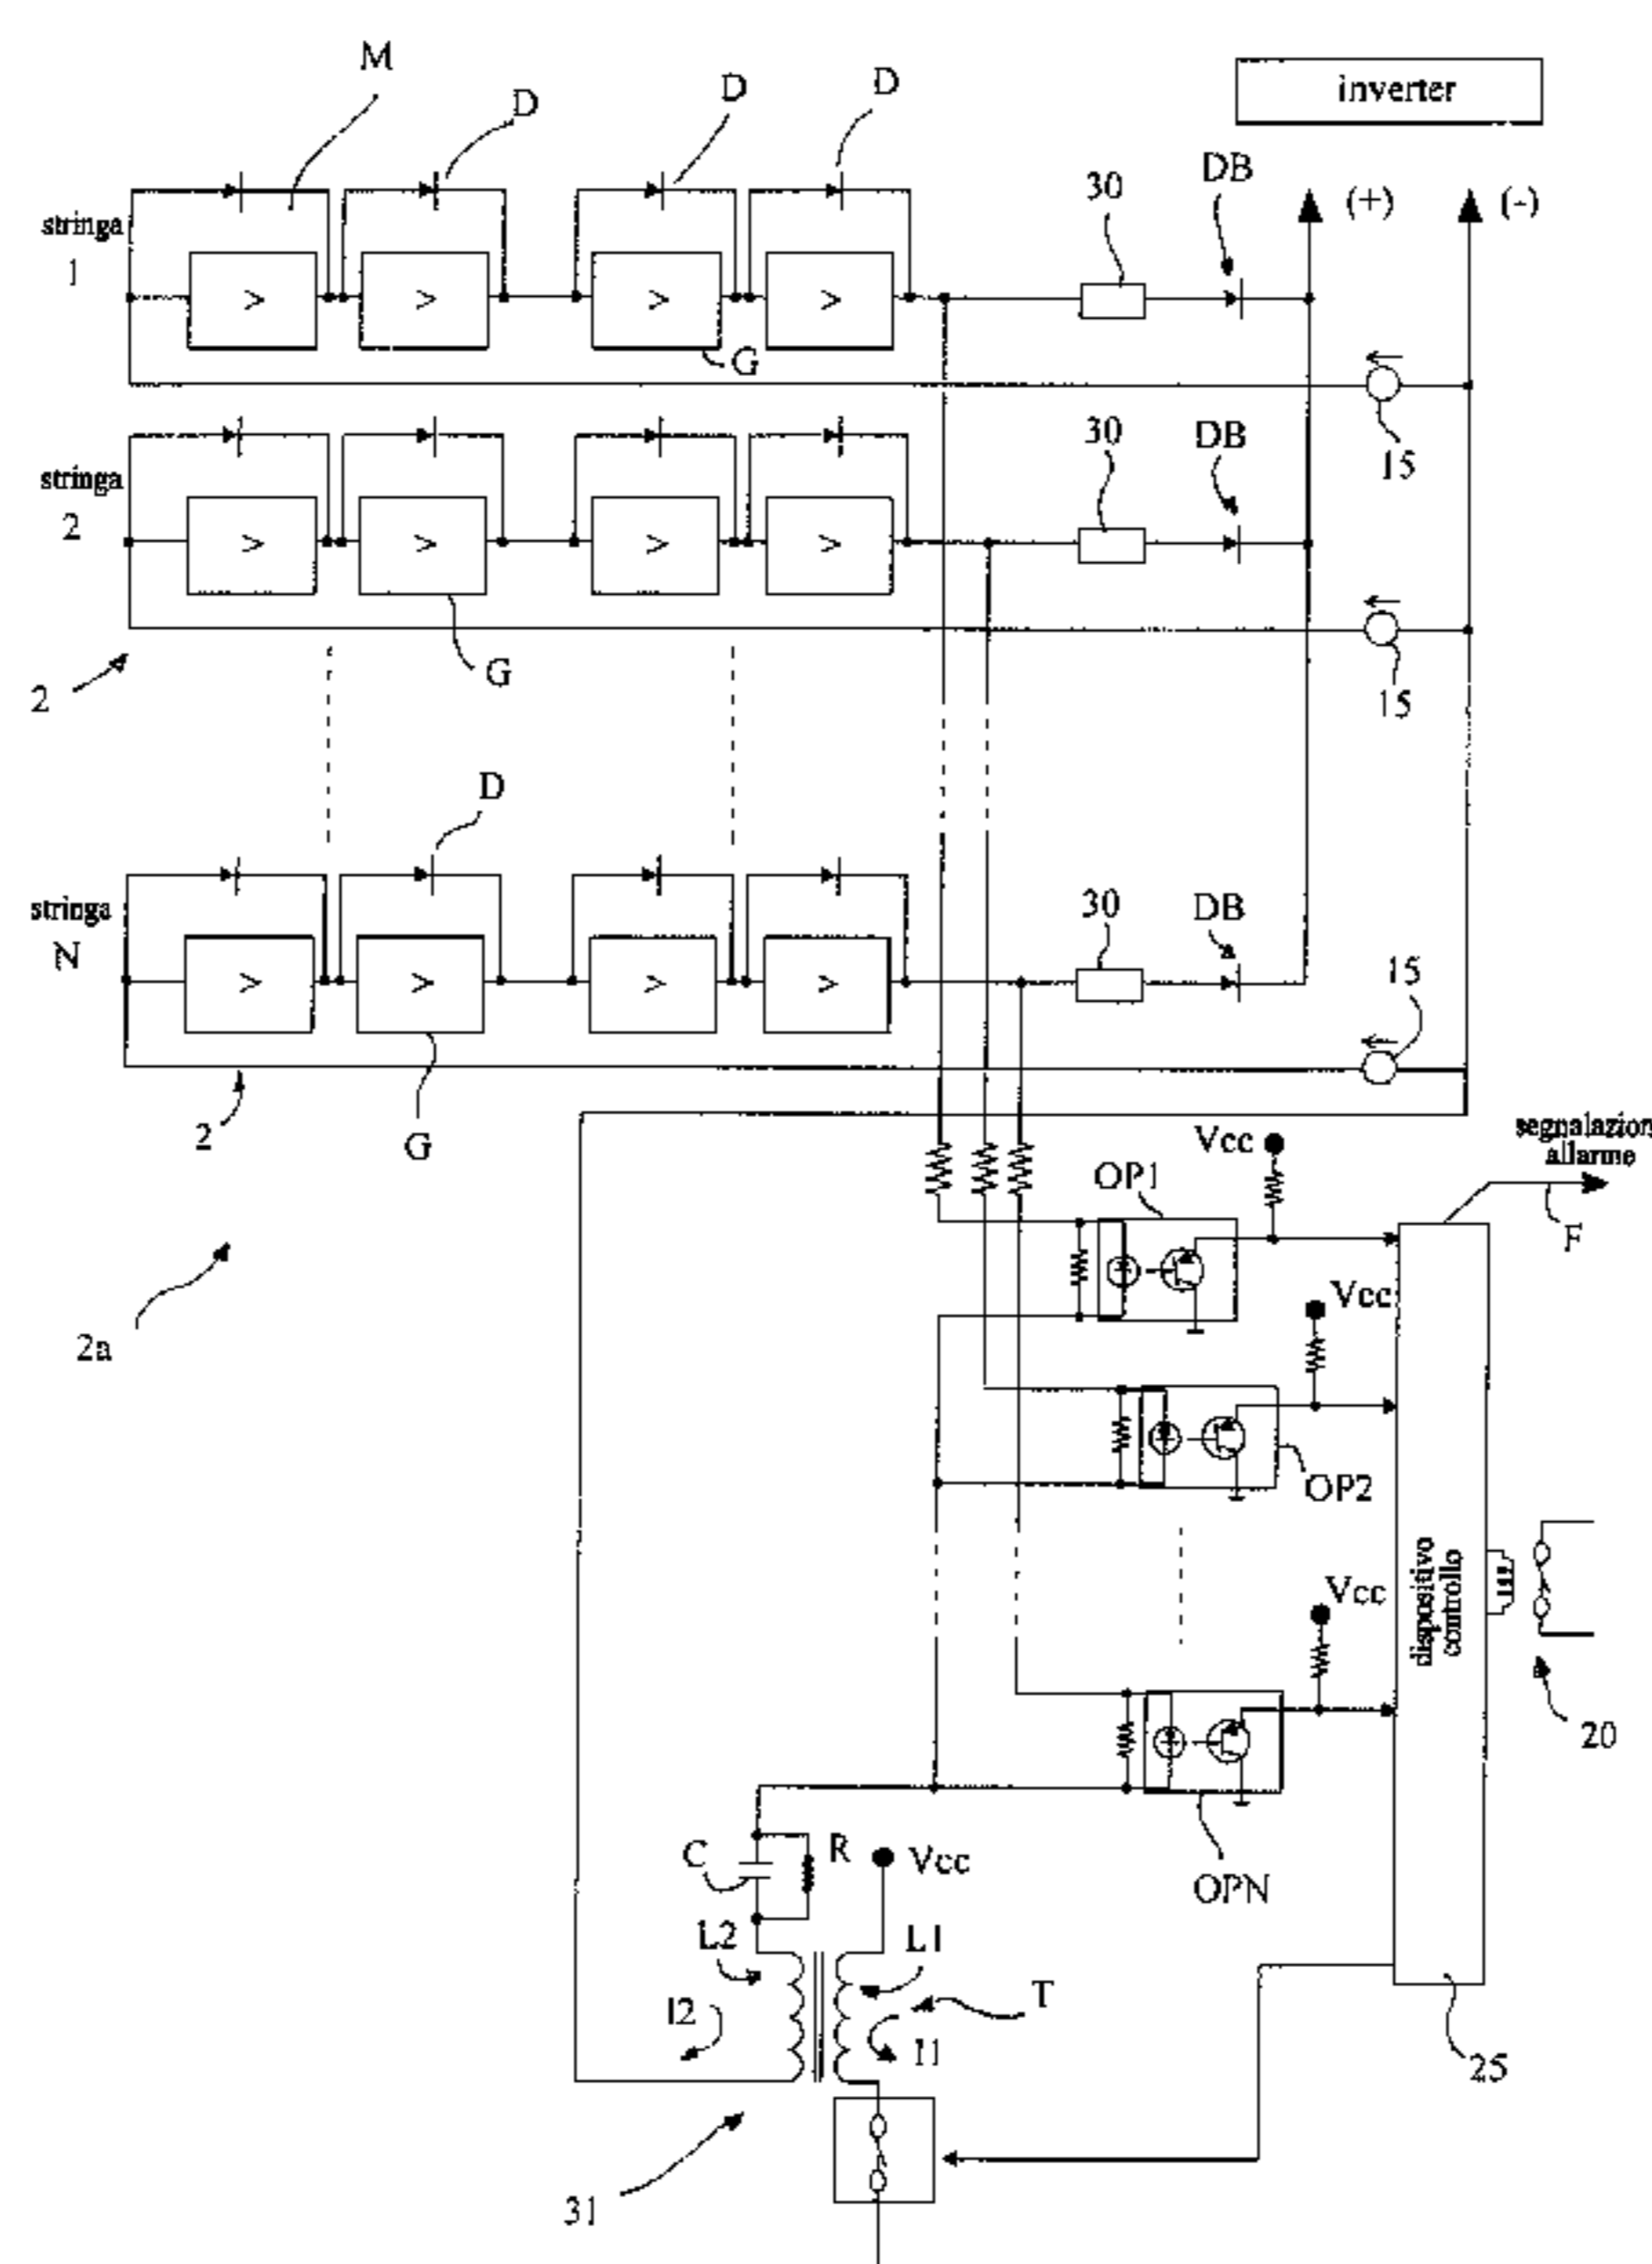 M
D
D
D
inverter
stringa
1
30
DB
(+)
(-)
G
15
stringa
2
30
DB
15
G
2
D
stringa
N
30
DB
15
2
G
segnalazion
allarme
Vcc
OP1
F
2a
Vcc
OP2
dispositivo
controllo
Vcc
20
C
R
Vcc
OPN
L2
L1
I2
T
I1
25
31